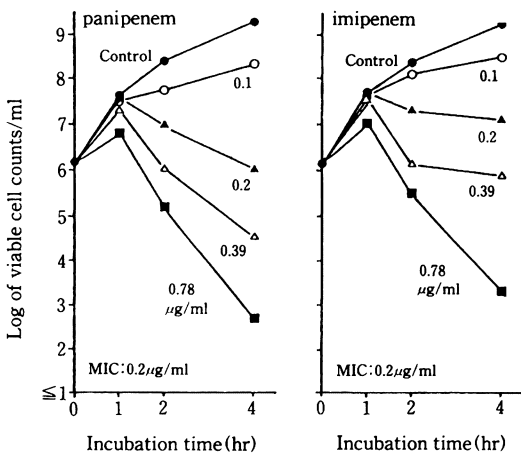 Log of viable cell counts/ml
panipenem
9
8
7
6
5
4
3
2
≦1
Control
0.1
0.2
0.39
0.78
μg/ml
MIC:0.2μg/ml
0 1 2 4
Incubation time(hr)
imipenem
Control
0.1
0.2
0.39
0.78
μg/ml
MIC:0.2μg/ml
0 1 2 4
Incubation time(hr)